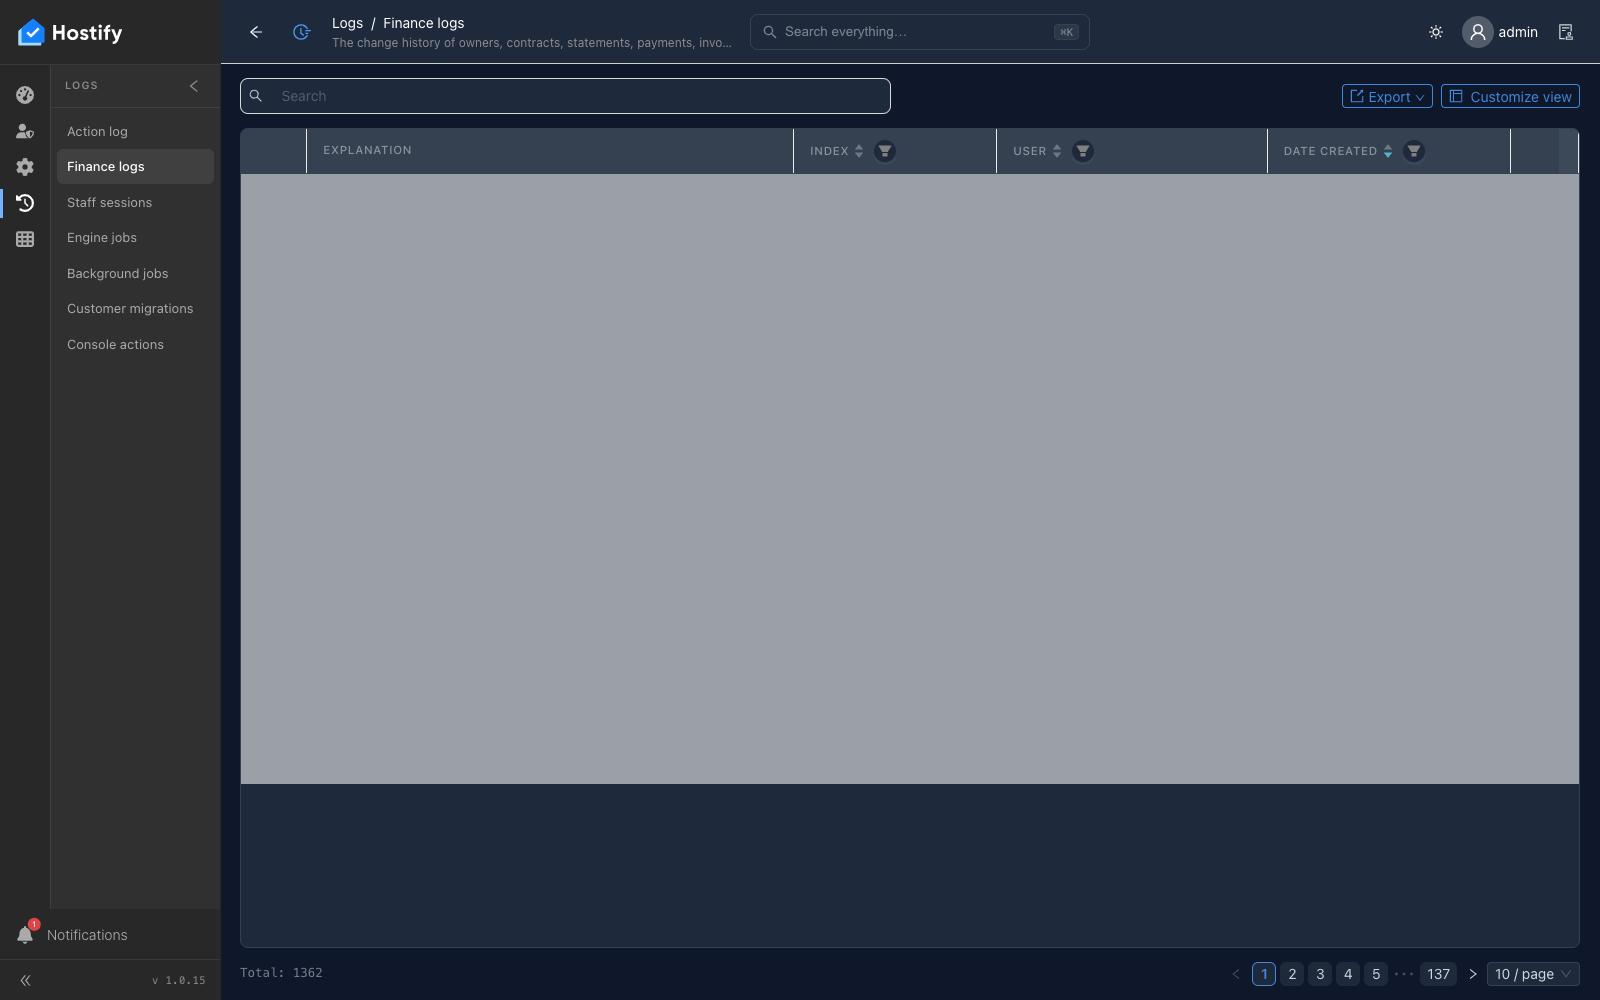 Hostify
Logs / Finance logs
The change history of owners, contracts, statements, payments, invo...
Search everything...
⌘K
admin
LOGS
Action log
Finance logs
Staff sessions
Engine jobs
Background jobs
Customer migrations
Console actions
Search
Export
Customize view
EXPLANATION
INDEX
USER
DATE CREATED
1
Notifications
v 1.0.15
Total: 1362
1 2 3 4 5 ••• 137
10 / page